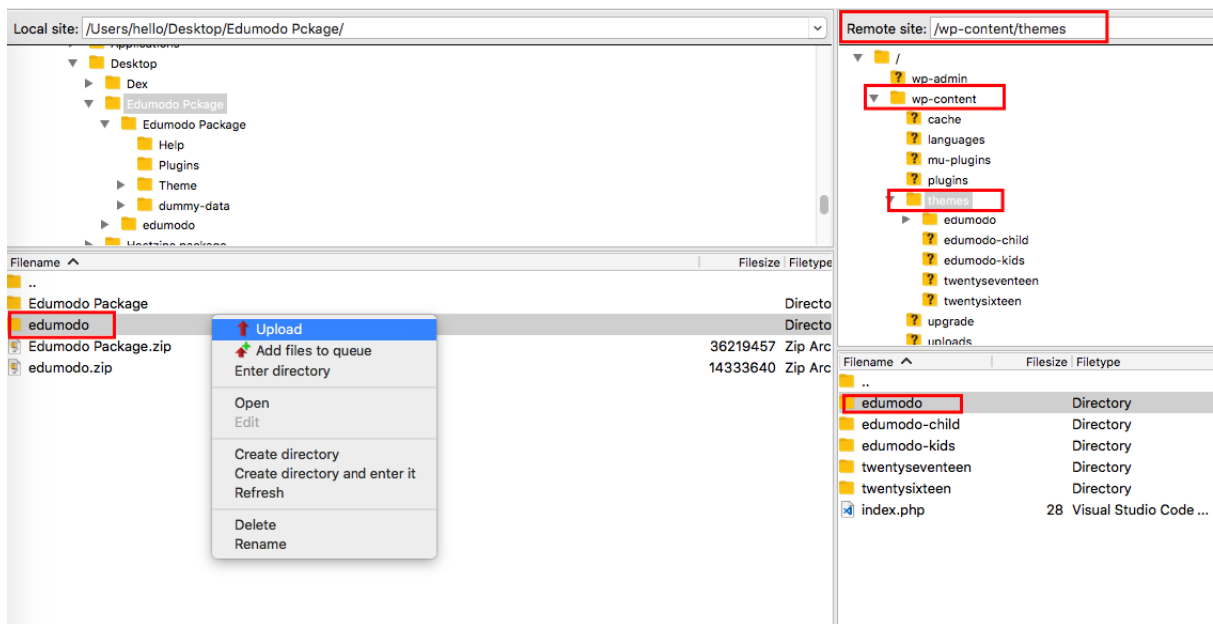 Local site: /Users/hello/Desktop/Edumodo Pckage/
Applications
Desktop
Dex
Edumodo Pckage
Edumodo Package
Help
Plugins
Theme
dummy-data
edumodo
Filename
Filesize Filetype
..
Edumodo Package Directo
edumodo Directo
Edumodo Package.zip 36219457 Zip Arc
edumodo.zip 14333640 Zip Arc
Upload
Add files to queue
Enter directory
Open
Edit
Create directory
Create directory and enter it
Refresh
Delete
Rename
Remote site: /wp-content/themes
/
? wp-admin
wp-content
? cache
? languages
? mu-plugins
? plugins
themes
edumodo
? edumodo-child
? edumodo-kids
? twentyseventeen
? twentysixteen
? upgrade
? uploads
Filename Filesize Filetype
..
edumodo Directory
edumodo-child Directory
edumodo-kids Directory
twentyseventeen Directory
twentysixteen Directory
index.php 28 Visual Studio Code ...